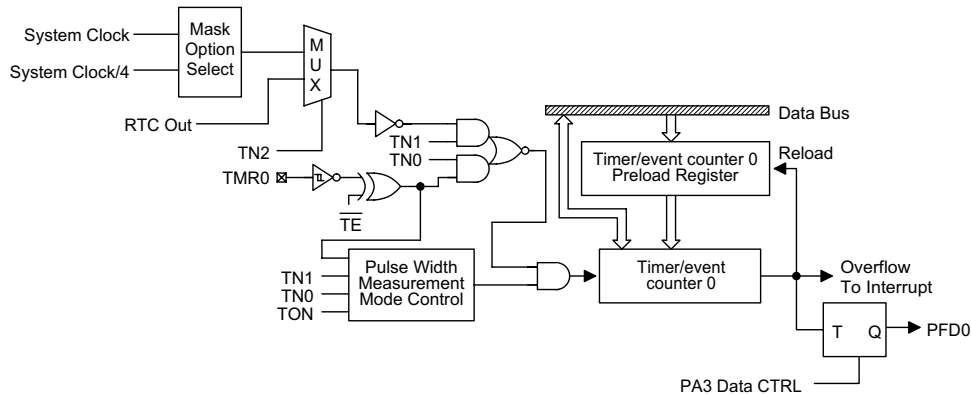 System Clock
System Clock/4
Mask
Option
Select
M
U
X
RTC Out
TN2
TN1
TN0
TMR0
TE
Data Bus
Timer/event counter 0
Preload Register
Reload
TN1
TN0
TON
Pulse Width
Measurement
Mode Control
Timer/event
counter 0
Overflow
To Interrupt
T Q
PFD0
PA3 Data CTRL